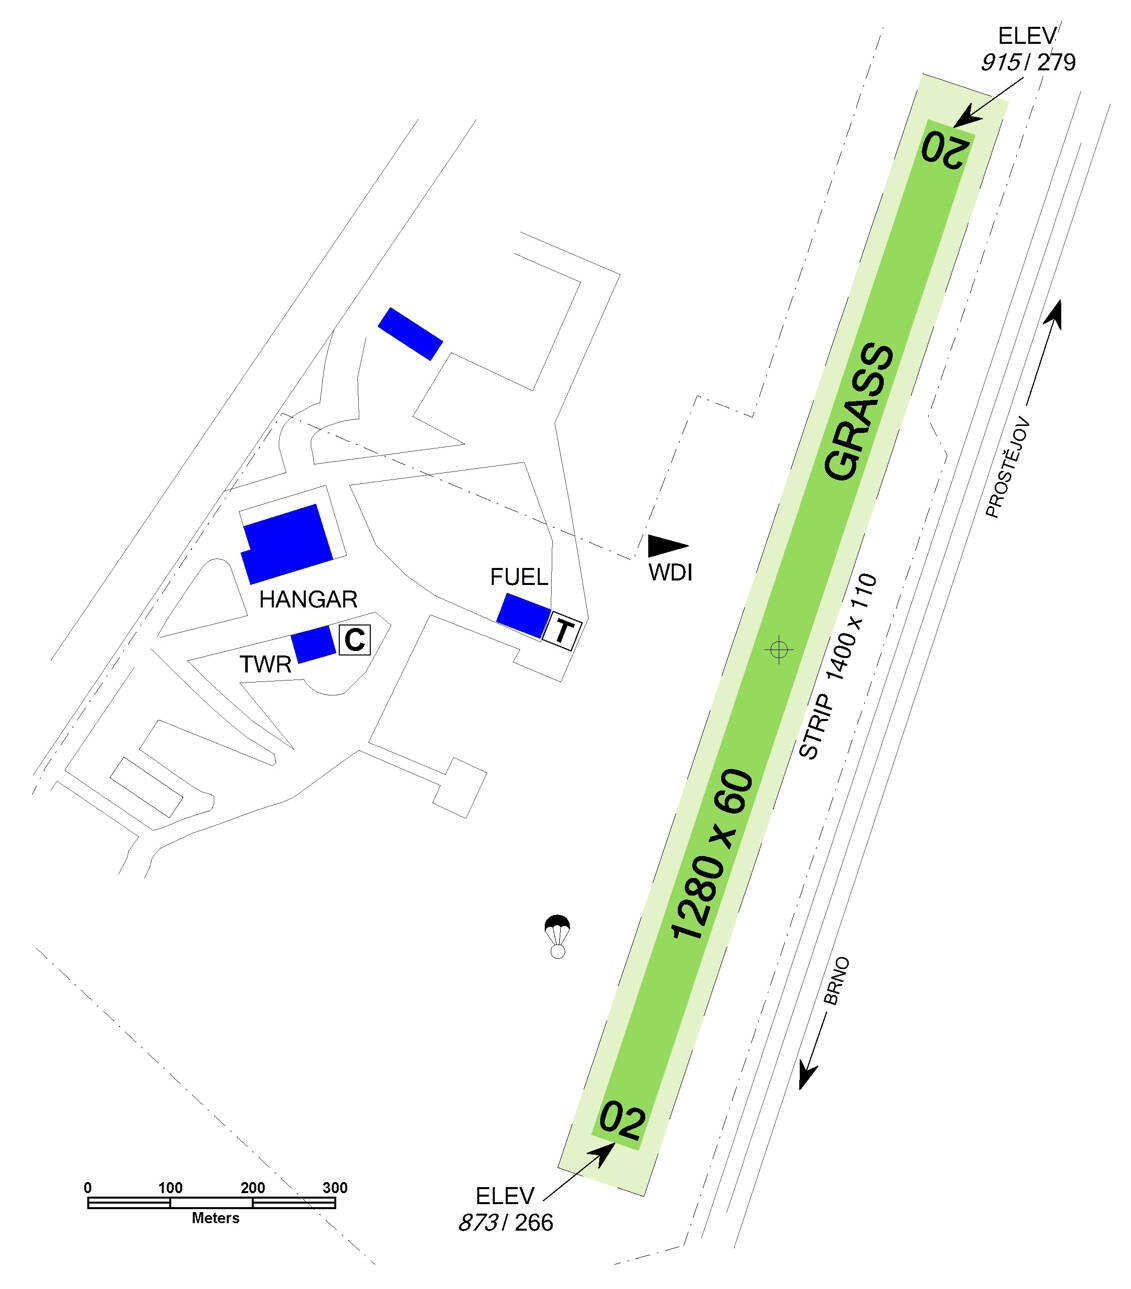 ELEV
915 / 279
20
GRASS
PROSTĚJOV
FUEL
WDI
T
HANGAR
C
TWR
STRIP 1400 x 110
1280 x 60
BRNO
02
ELEV
873 / 266
0 100 200 300
Meters